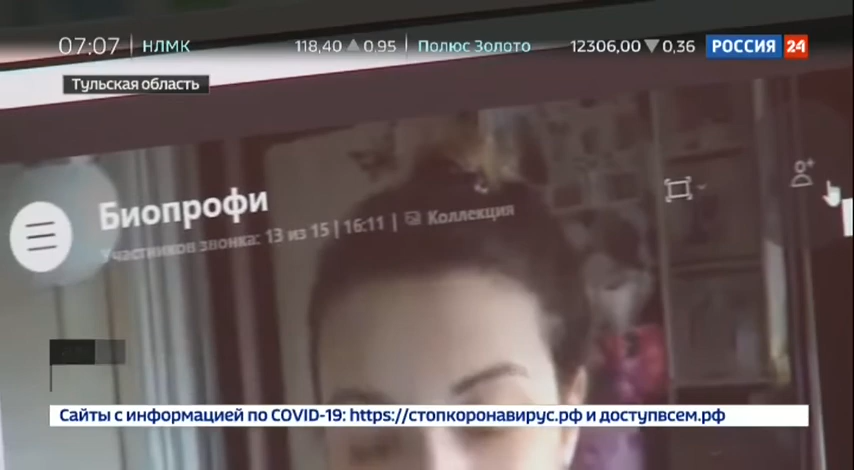 07:07 | НЛМК 118,40 ▲ 0,95 | Полюс Золото 12306,00 ▼ 0,36 РОССИЯ 24
Тульская область
Биопрофи
Участников звонка: 13 из 15 | 16:11 | Коллекция
Сайты с информацией по COVID-19: https://стопкоронавирус.рф и доступвсем.рф